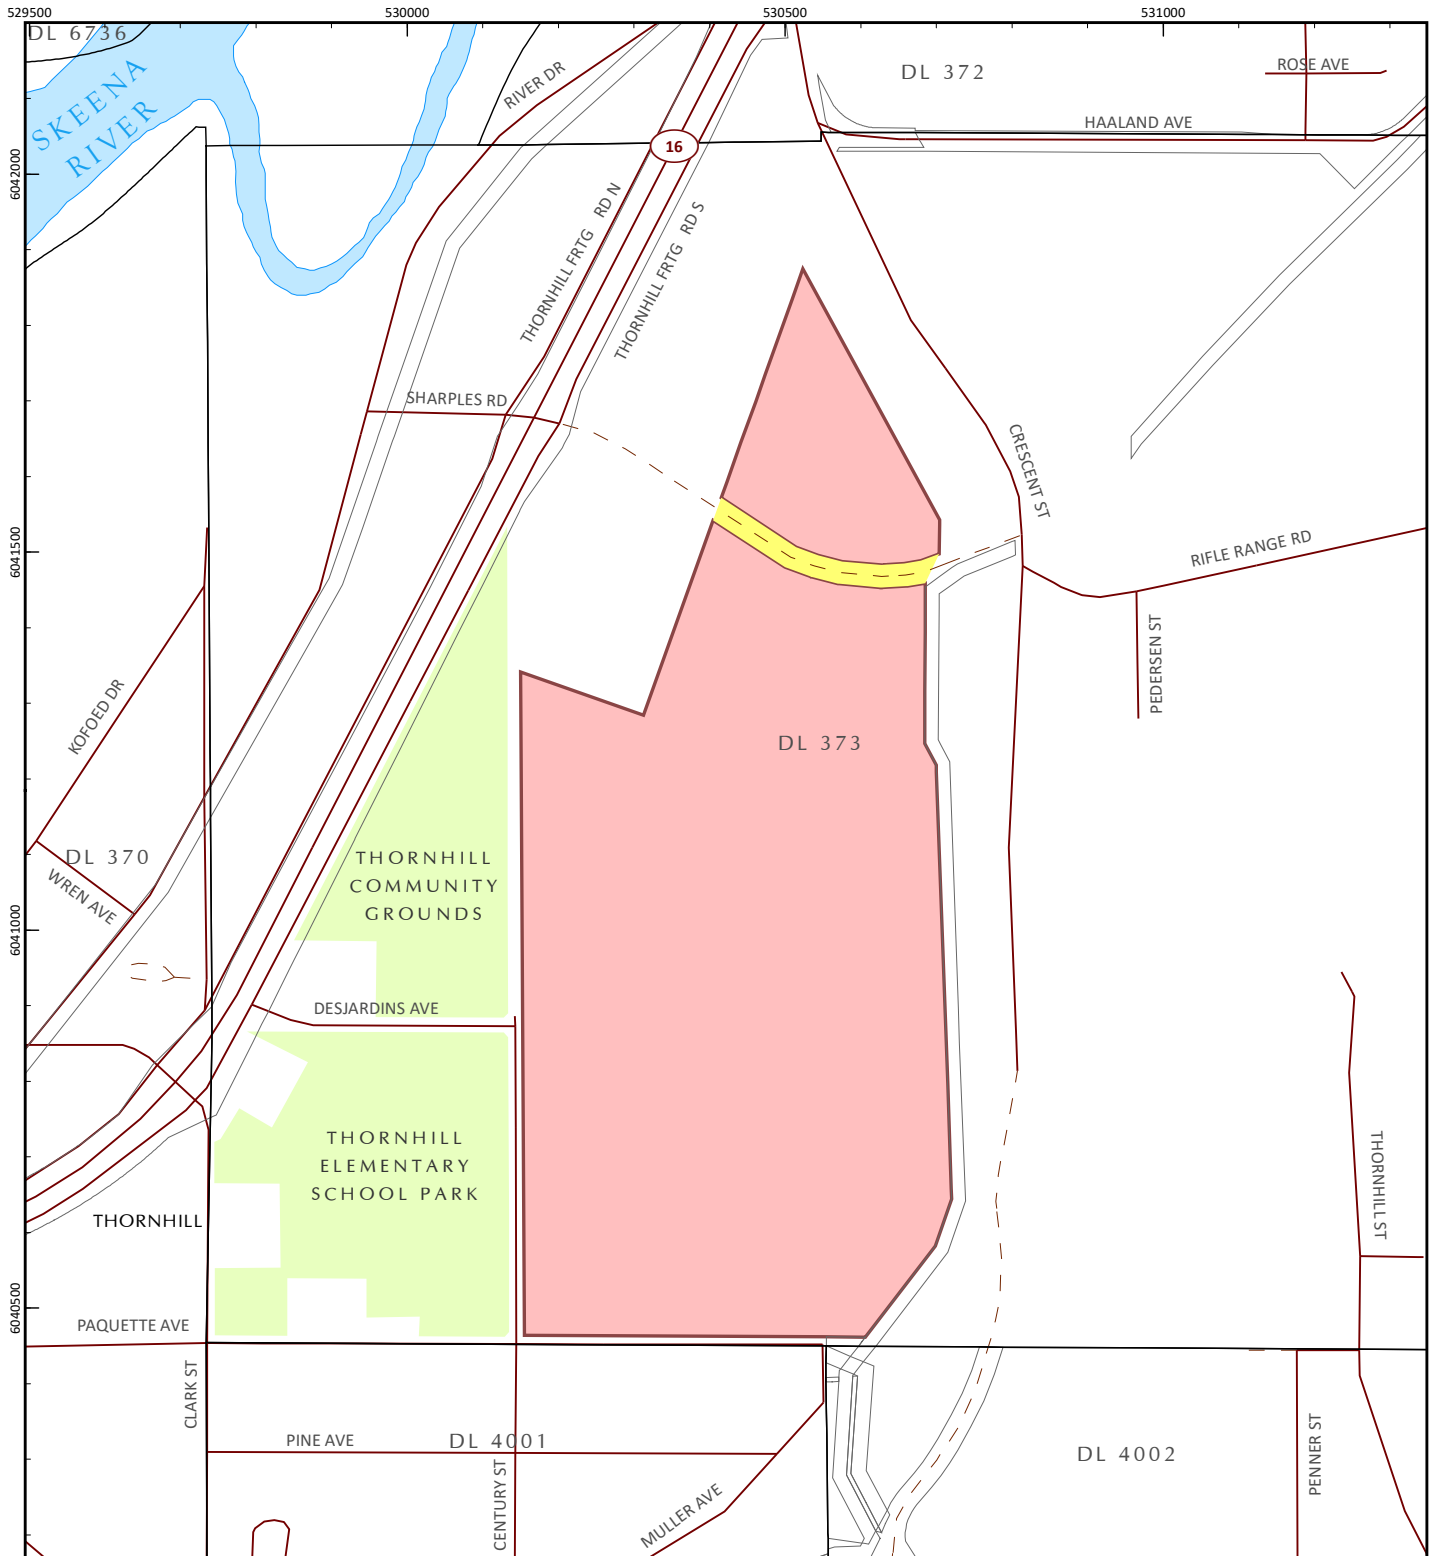 529500
530000
530500
531000
DL 6736
SKEENA
RIVER
RIVER DR
DL 372
ROSE AVE
HAALAND AVE
16
6042000
THORNHILL FRTG RD N
THORNHILL FRTG RD S
SHARPLES RD
CRESCENT ST
6041500
RIFLE RANGE RD
PEDERSEN ST
KOFOED DR
DL 373
DL 370
WREN AVE
THORNHILL
COMMUNITY
GROUNDS
6041000
DESJARDINS AVE
THORNHILL
ELEMENTARY
SCHOOL PARK
THORNHILL ST
THORNHILL
6040500
PAQUETTE AVE
CLARK ST
PINE AVE
DL 4001
CENTURY ST
MULLER AVE
DL 4002
PENNER ST